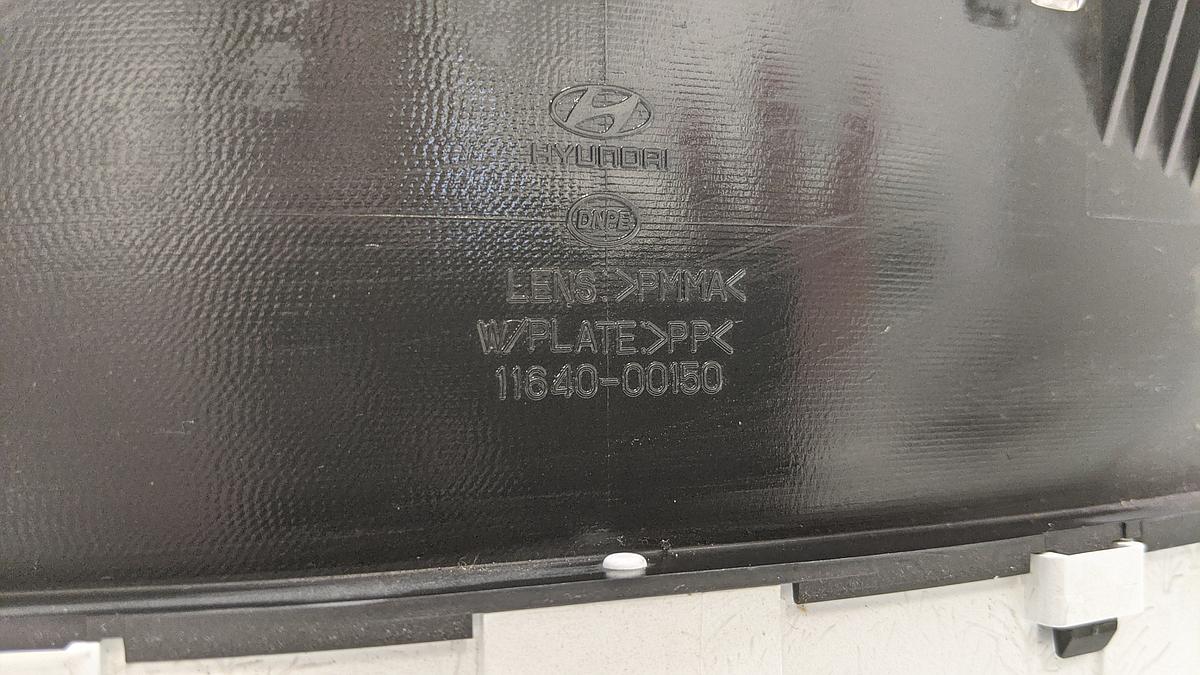 HYUNDAI
DNPE
LENS:>PMMA<
W/PLATE:>PP<
11640-00150